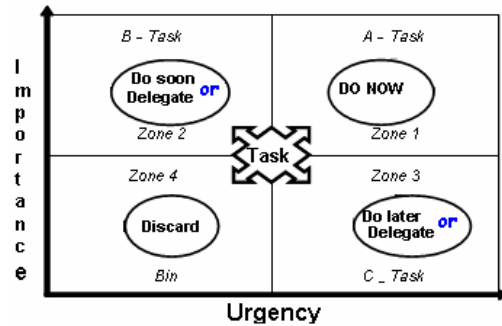 Importance
B - Task
Do soon or
Delegate
Zone 2
A - Task
DO NOW
Zone 1
Task
Zone 4
Discard
Bin
Zone 3
Do later or
Delegate
C _ Task
Urgency